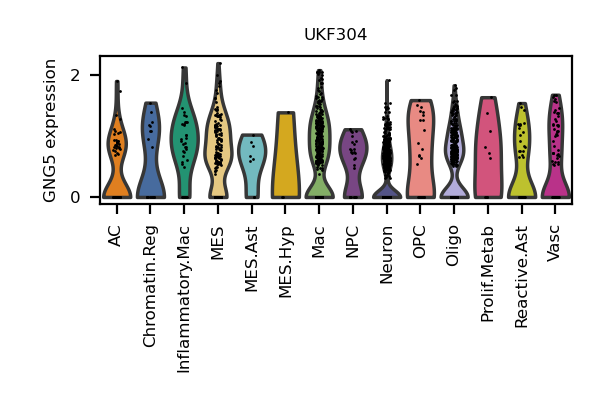 UKF304
GNG5 expression
2
0
AC
Chromatin.Reg
Inflammatory.Mac
MES
MES.Ast
MES.Hyp
Mac
NPC
Neuron
OPC
Oligo
Prolif.Metab
Reactive.Ast
Vasc